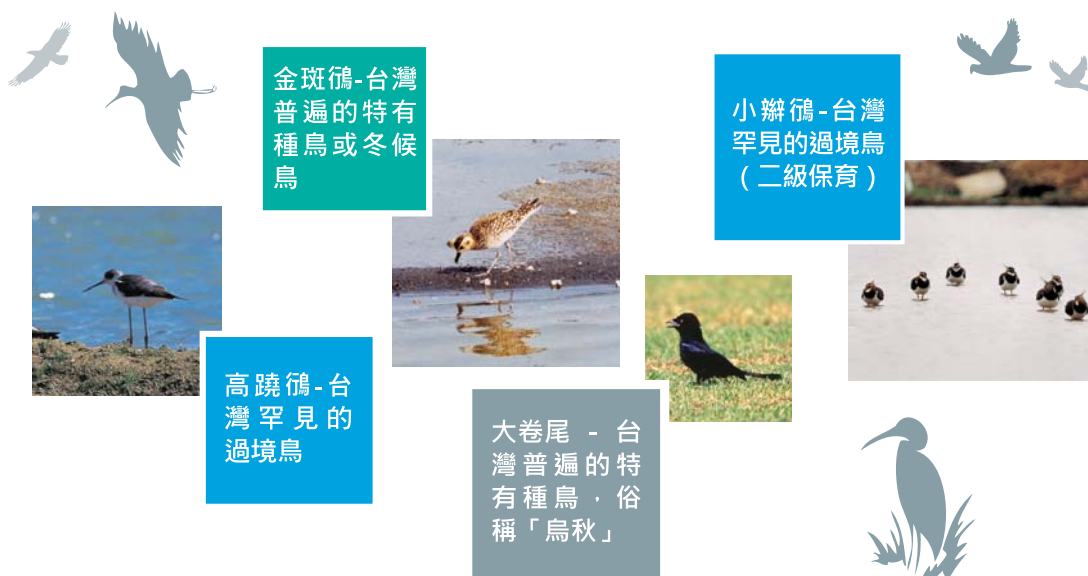 金斑鴴-台灣
普遍的特有
種鳥或冬候
鳥
小辮鴴-台灣
罕見的過境鳥
（二級保育）
高蹺鴴-台
灣罕見的
過境鳥
大卷尾 - 台
灣普遍的特
有種鳥，俗
稱「烏秋」